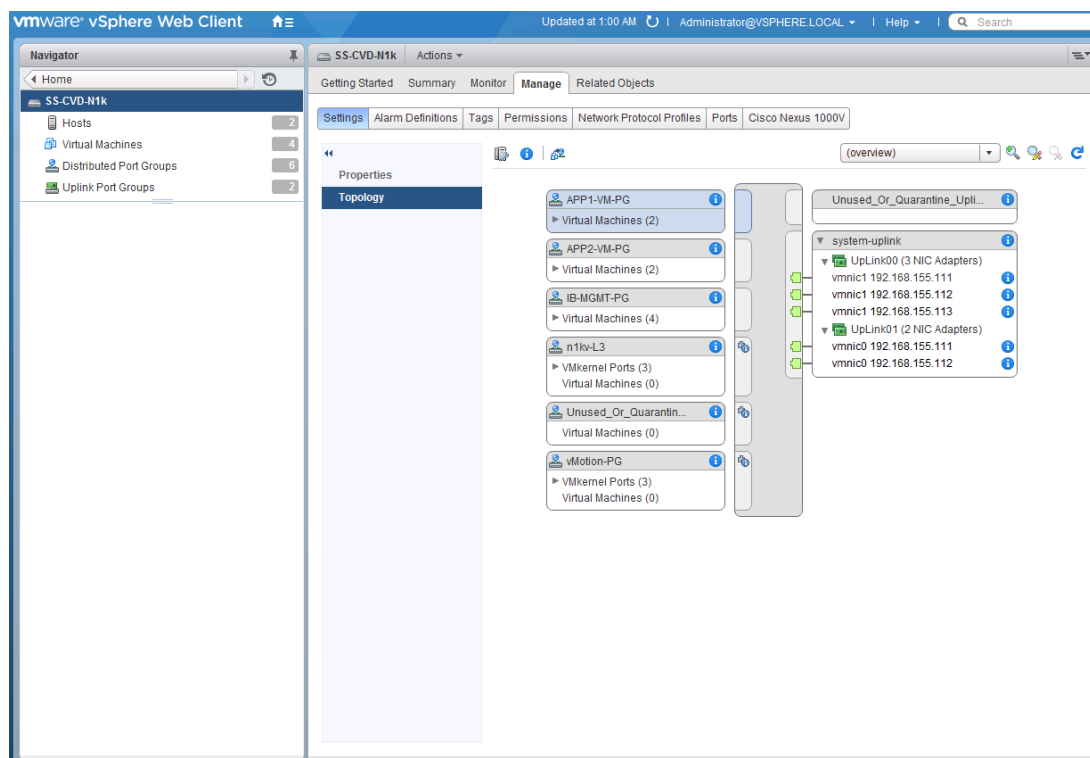 vmware® vSphere Web Client
Updated at 1:00 AM | Administrator@VSPHERE.LOCAL | Help | Search
Navigator
Home
SS-CVD-N1k
Hosts 2
Virtual Machines 4
Distributed Port Groups 6
Uplink Port Groups 2
SS-CVD-N1k Actions
Getting Started Summary Monitor Manage Related Objects
Settings Alarm Definitions Tags Permissions Network Protocol Profiles Ports Cisco Nexus 1000V
Properties
Topology
(overview)
APP1-VM-PG
Virtual Machines (2)
APP2-VM-PG
Virtual Machines (2)
IB-MGMT-PG
Virtual Machines (4)
n1kv-L3
VMkernel Ports (3)
Virtual Machines (0)
Unused_Or_Quarantin...
Virtual Machines (0)
vMotion-PG
VMkernel Ports (3)
Virtual Machines (0)
Unused_Or_Quarantine_Upli...
system-uplink
UpLink00 (3 NIC Adapters)
vmnic1 192.168.155.111
vmnic1 192.168.155.112
vmnic1 192.168.155.113
UpLink01 (2 NIC Adapters)
vmnic0 192.168.155.111
vmnic0 192.168.155.112